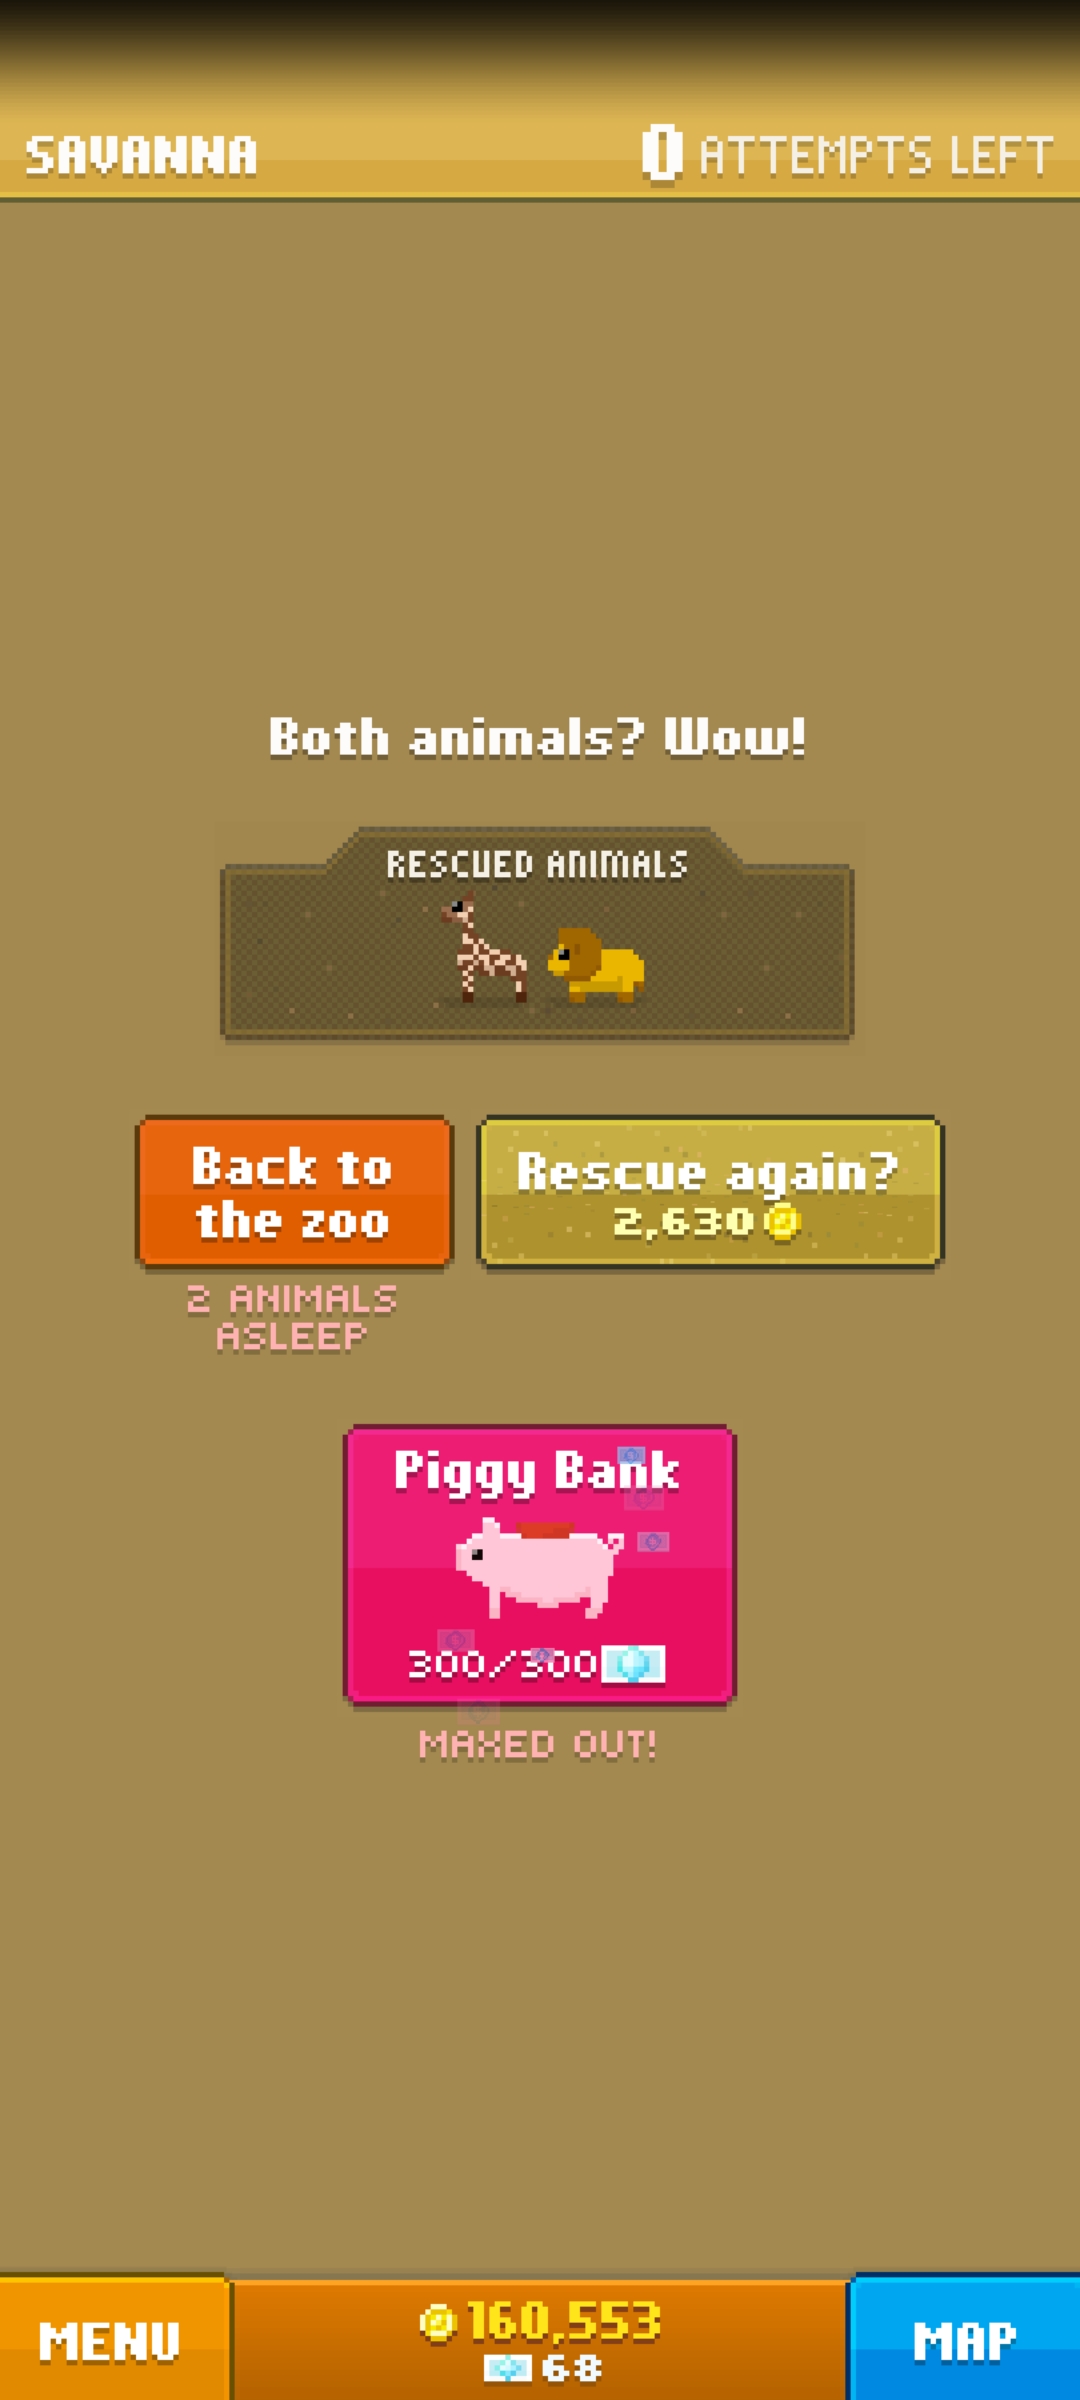 SAVANNA
0 ATTEMPTS LEFT
Both animals? Wow!
RESCUED ANIMALS
Back to
the zoo
Rescue again?
2,630
2 ANIMALS
ASLEEP
Piggy Bank
300/300
MAXED OUT!
MENU
160,553
68
MAP